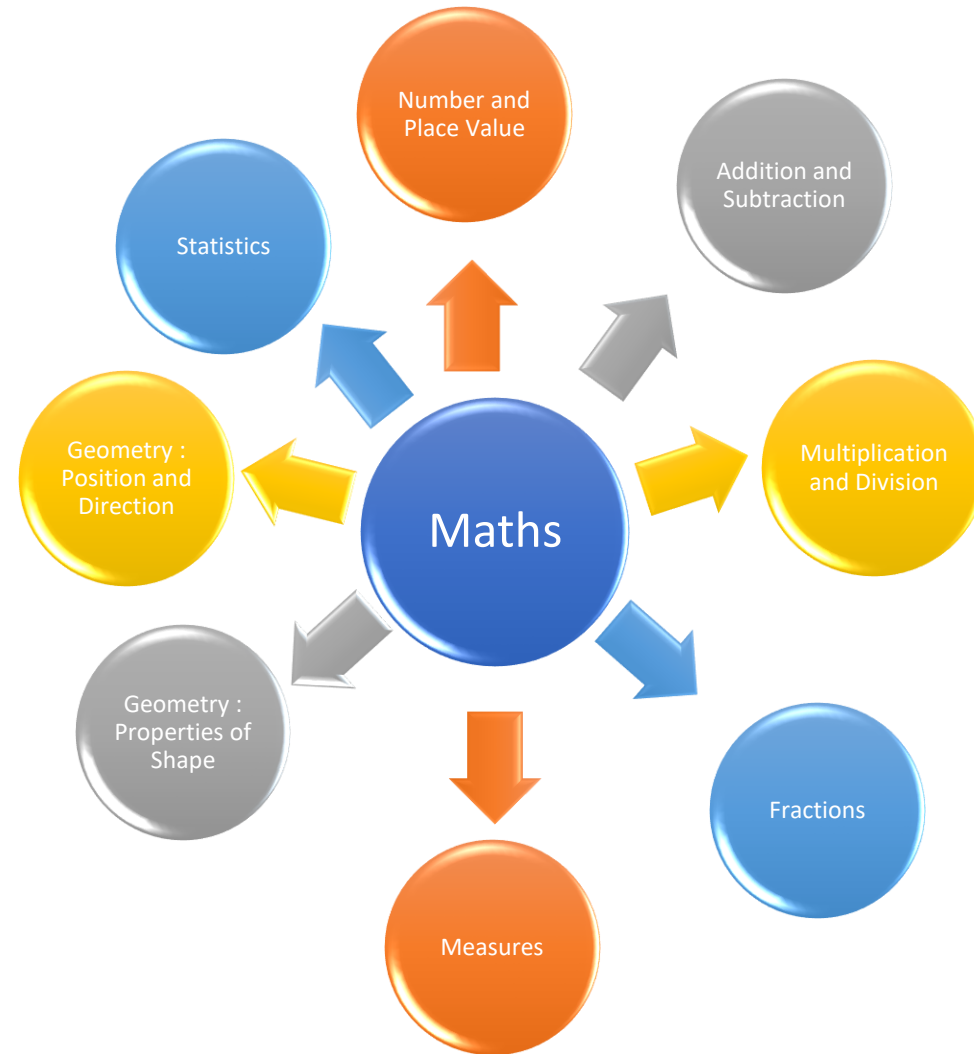 Number and
Place Value
Addition and
Subtraction
Multiplication
and Division
Fractions
Measures
Geometry :
Properties of
Shape
Geometry :
Position and
Direction
Statistics
Maths